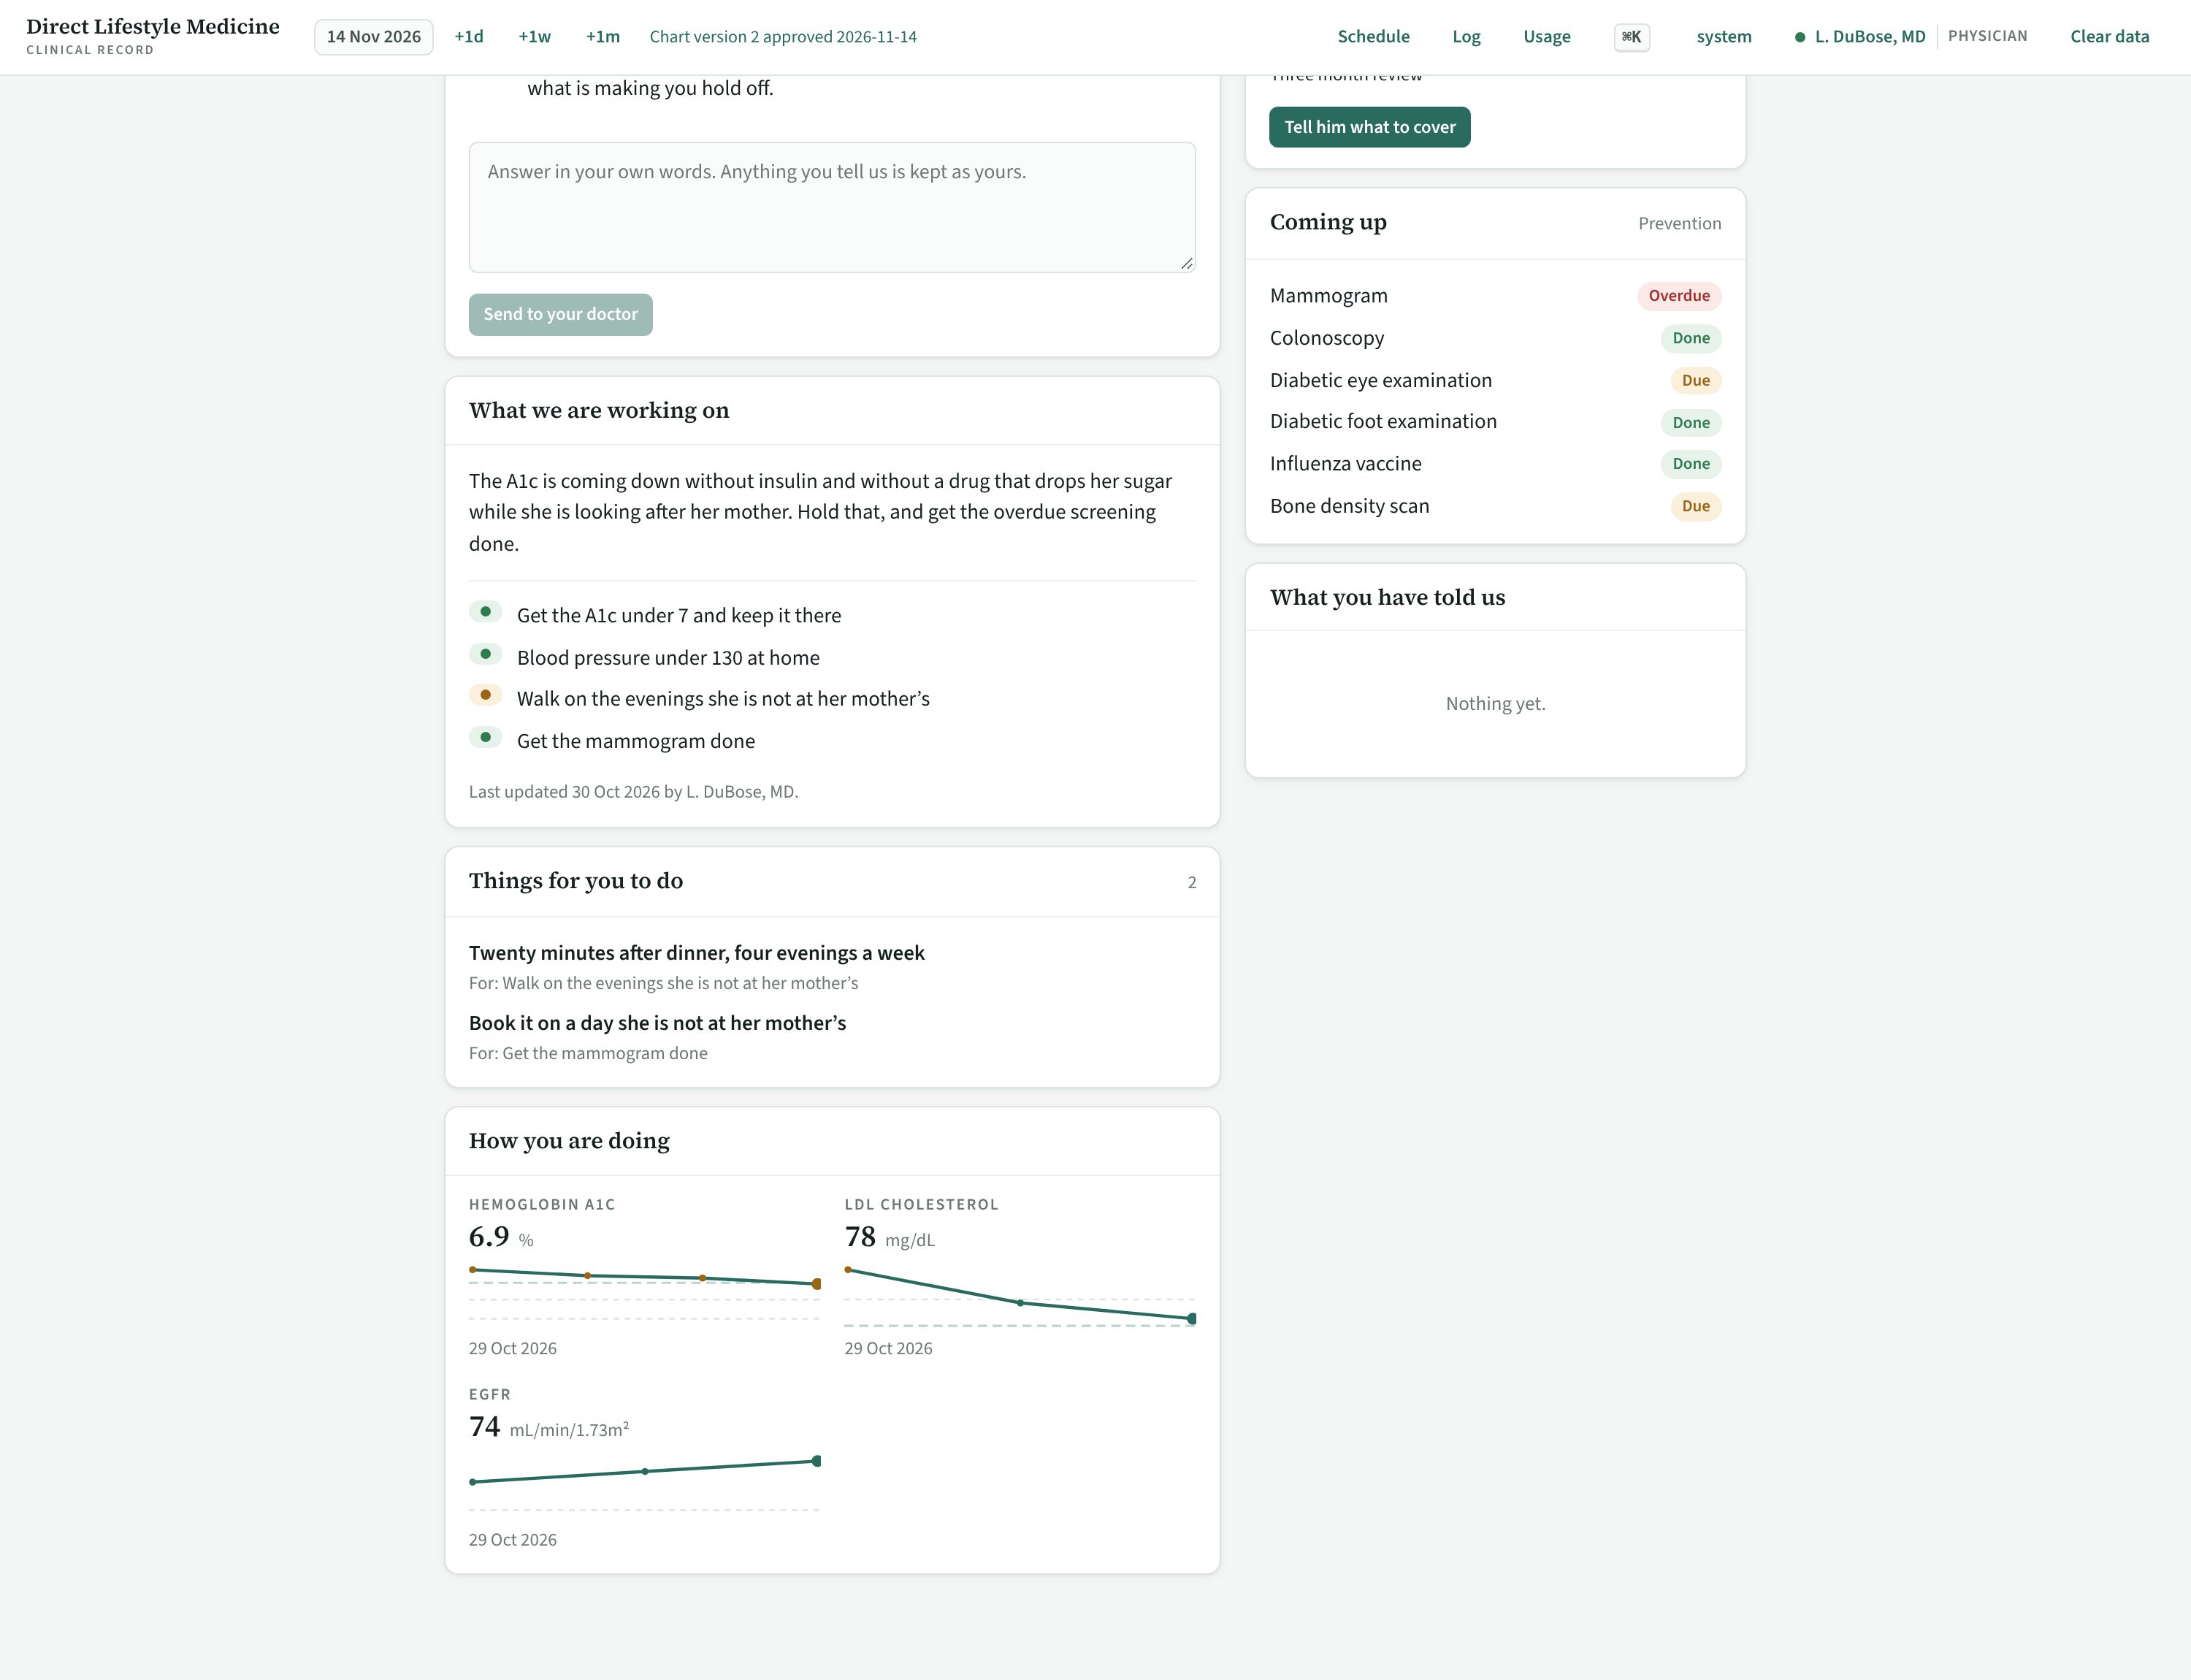 Direct Lifestyle Medicine
CLINICAL RECORD
14 Nov 2026
+1d
+1w
+1m
Chart version 2 approved 2026-11-14
Schedule
Log
Usage
⌘K
system
L. DuBose, MD
PHYSICIAN
Clear data
what is making you hold off.
Answer in your own words. Anything you tell us is kept as yours.
Send to your doctor
What we are working on
The A1c is coming down without insulin and without a drug that drops her sugar
while she is looking after her mother. Hold that, and get the overdue screening
done.
Get the A1c under 7 and keep it there
Blood pressure under 130 at home
Walk on the evenings she is not at her mother’s
Get the mammogram done
Last updated 30 Oct 2026 by L. DuBose, MD.
Things for you to do
2
Twenty minutes after dinner, four evenings a week
For: Walk on the evenings she is not at her mother’s
Book it on a day she is not at her mother’s
For: Get the mammogram done
How you are doing
HEMOGLOBIN A1C
6.9 %
29 Oct 2026
LDL CHOLESTEROL
78 mg/dL
29 Oct 2026
EGFR
74 mL/min/1.73m²
29 Oct 2026
Three month review
Tell him what to cover
Coming up
Prevention
Mammogram Overdue
Colonoscopy Done
Diabetic eye examination Due
Diabetic foot examination Done
Influenza vaccine Done
Bone density scan Due
What you have told us
Nothing yet.